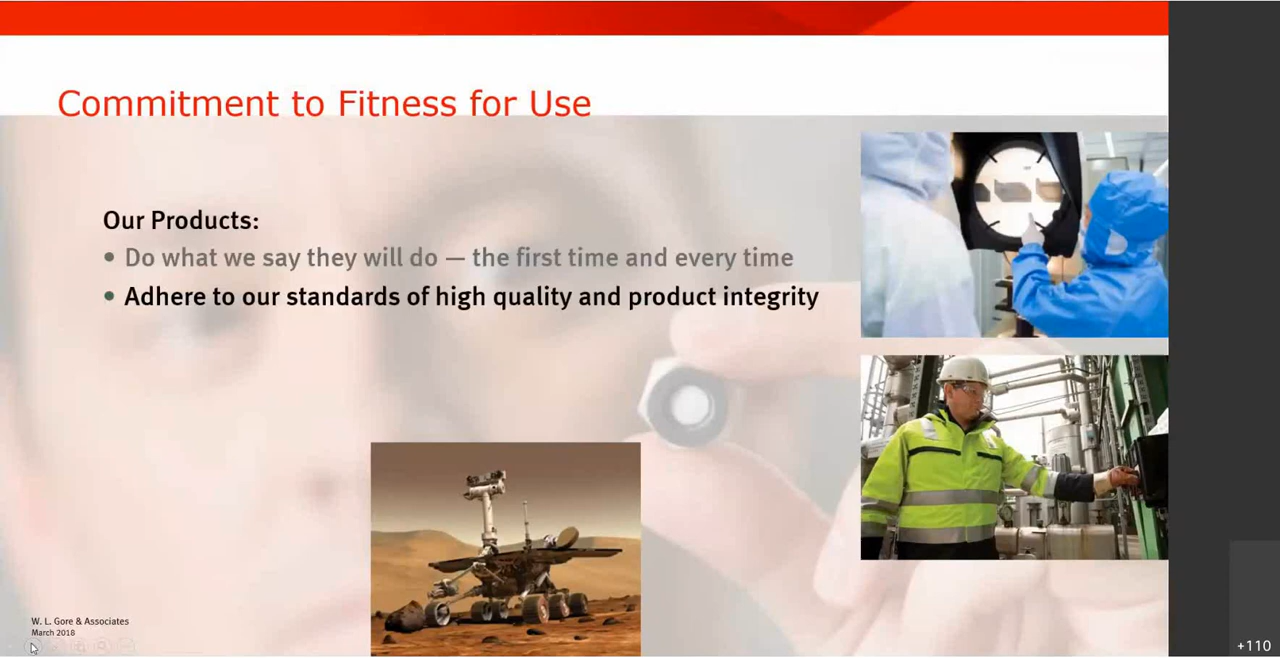 Commitment to Fitness for Use
Our Products:
• Do what we say they will do — the first time and every time
• Adhere to our standards of high quality and product integrity
W. L. Gore & Associates
March 2018
+110